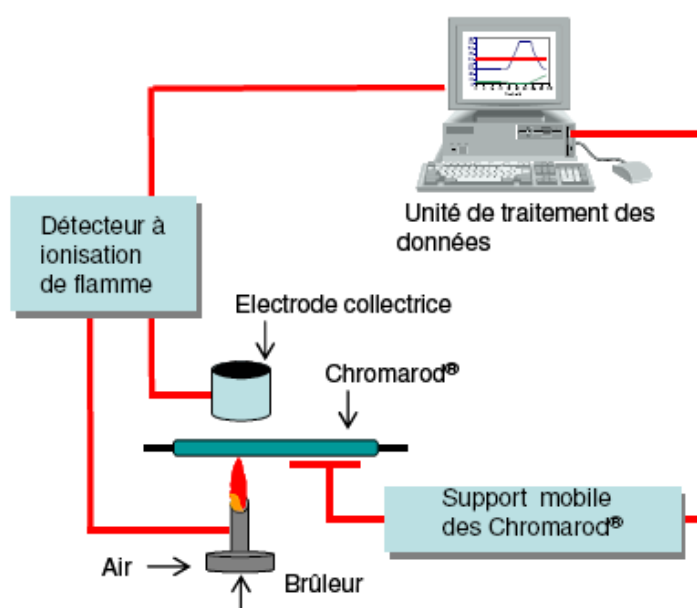 Unité de traitement des
données
Détecteur à
ionisation
de flamme
Electrode collectrice
Chromarod®
Support mobile
des Chromarod®
Air
Brûleur